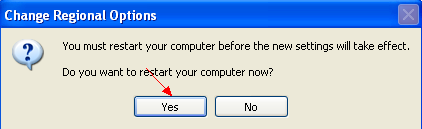 Change Regional Options
You must restart your computer before the new settings will take effect.
Do you want to restart your computer now?
Yes No